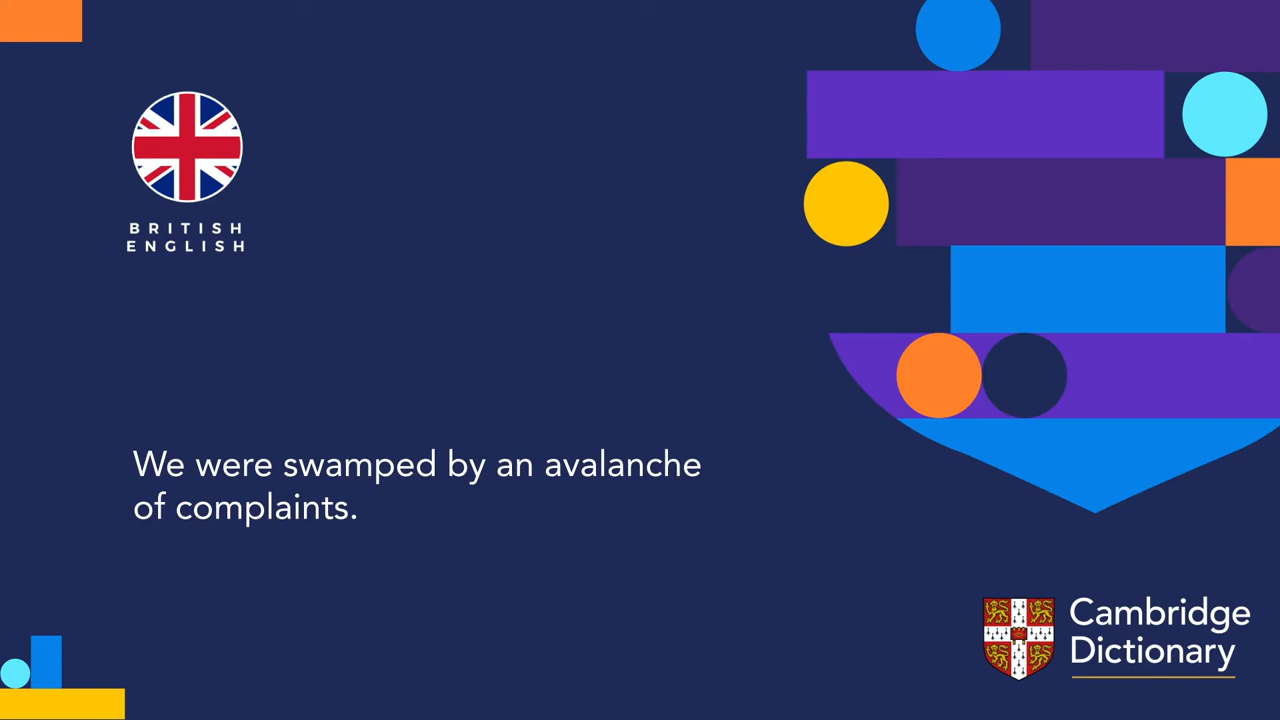 BRITISH
ENGLISH
We were swamped by an avalanche
of complaints.
Cambridge
Dictionary